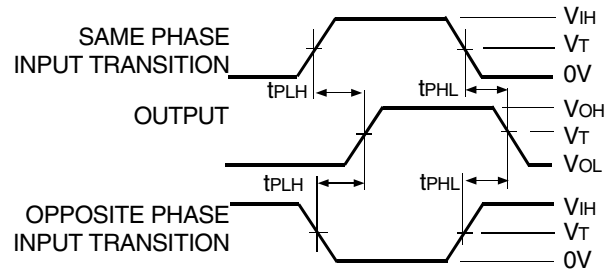 SAME PHASE
INPUT TRANSITION
VIH
VT
0V
tPLH
tPHL
OUTPUT
VOH
VT
VOL
tPLH
tPHL
OPPOSITE PHASE
INPUT TRANSITION
VIH
VT
0V